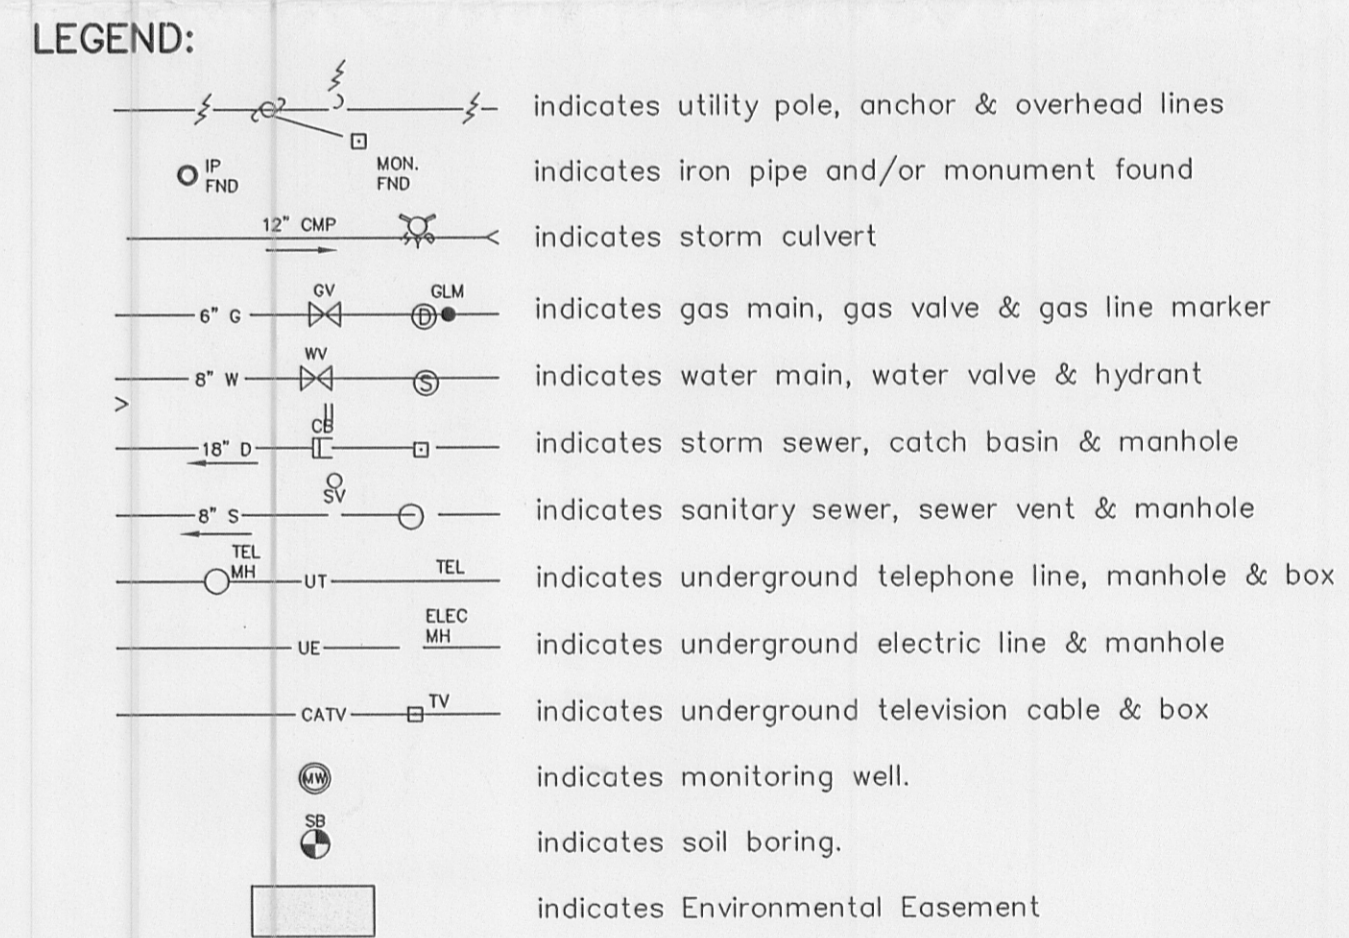 LEGEND:
indicates utility pole, anchor & overhead lines
IP
FND
MON.
FND
indicates iron pipe and/or monument found
12" CMP
indicates storm culvert
6" G
GV
D
GLM
indicates gas main, gas valve & gas line marker
8" W
WV
S
indicates water main, water valve & hydrant
18" D
CB
indicates storm sewer, catch basin & manhole
8" S
SV
indicates sanitary sewer, sewer vent & manhole
TEL
MH
UT
TEL
indicates underground telephone line, manhole & box
UE
ELEC
MH
indicates underground electric line & manhole
CATV
TV
indicates underground television cable & box
MW
indicates monitoring well.
SB
indicates soil boring.
indicates Environmental Easement